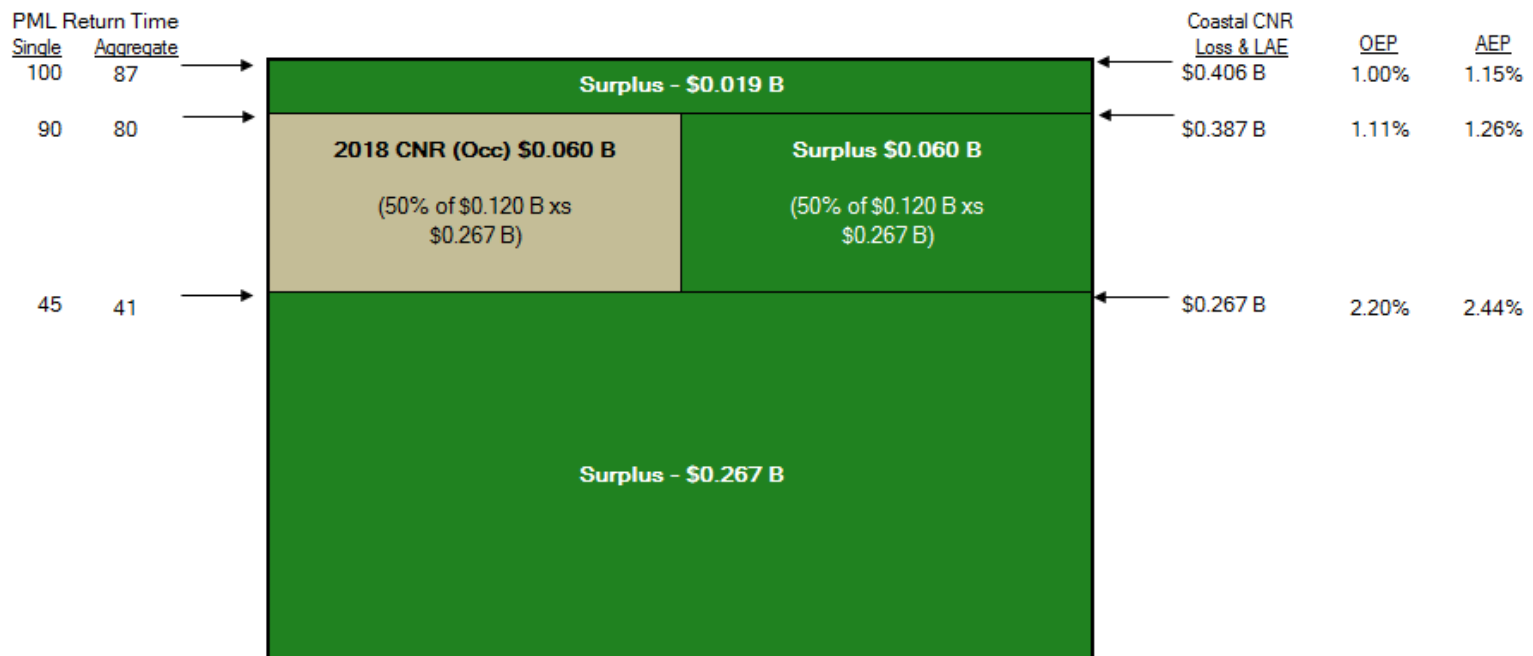 PML Return Time
Single Aggregate
Coastal CNR
Loss & LAE OEP AEP
100 87
$0.406 B 1.00% 1.15%
Surplus - $0.019 B
90 80
$0.387 B 1.11% 1.26%
2018 CNR (Occ) $0.060 B
(50% of $0.120 B xs
$0.267 B)
Surplus $0.060 B
(50% of $0.120 B xs
$0.267 B)
45 41
$0.267 B 2.20% 2.44%
Surplus - $0.267 B